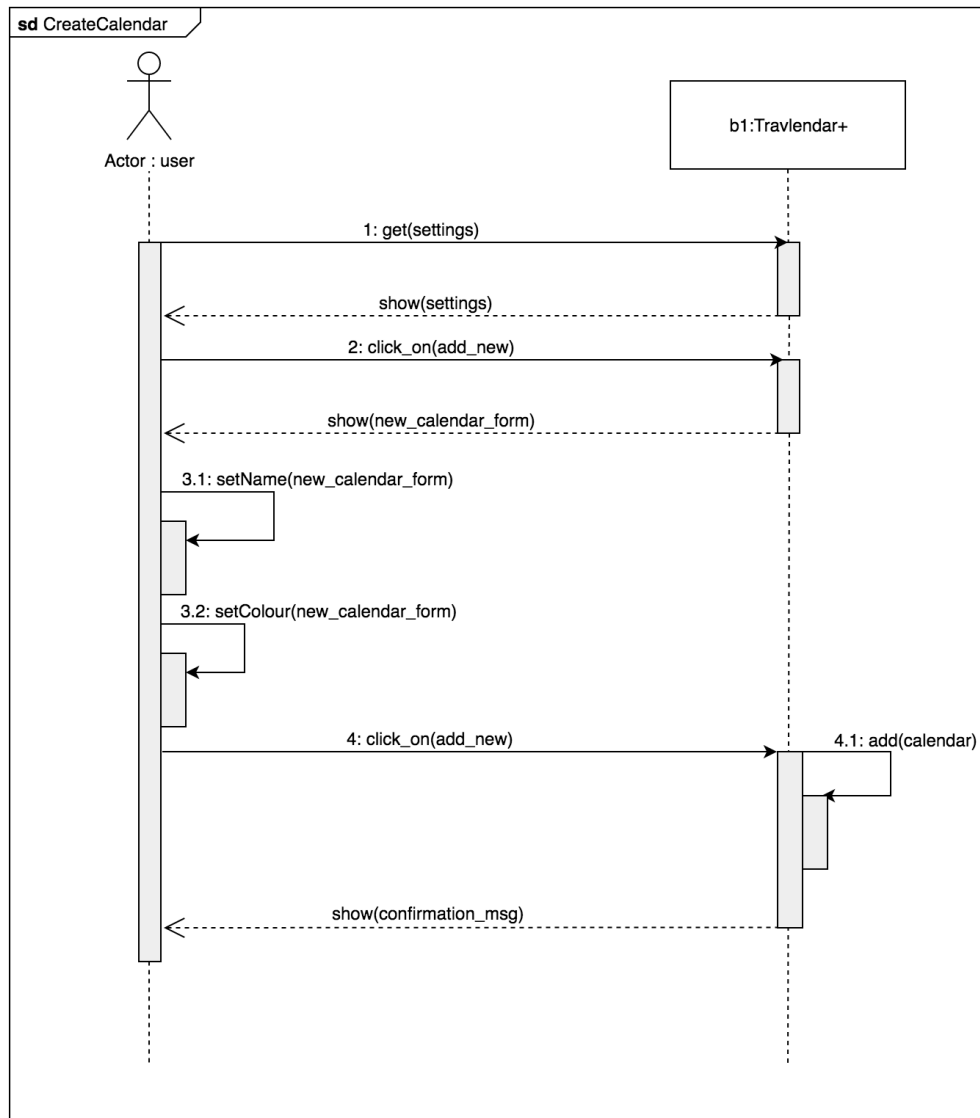 sd CreateCalendar
Actor : user
b1:Travlendar+
1: get(settings)
show(settings)
2: click_on(add_new)
show(new_calendar_form)
3.1: setName(new_calendar_form)
3.2: setColour(new_calendar_form)
4: click_on(add_new)
4.1: add(calendar)
show(confirmation_msg)